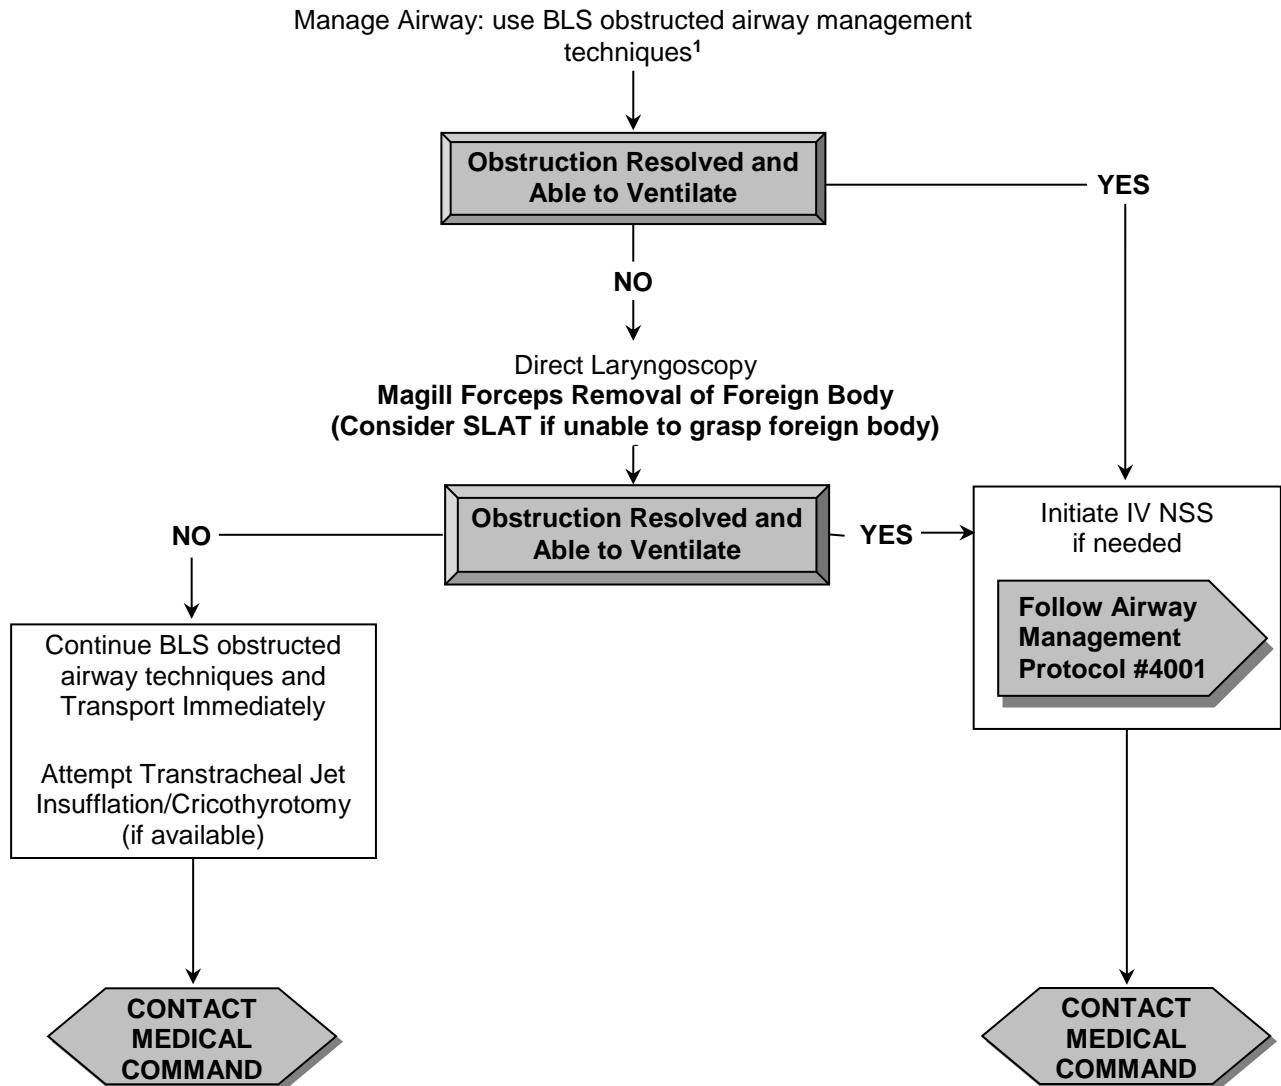 Manage Airway: use BLS obstructed airway management
techniques¹
Obstruction Resolved and
Able to Ventilate
YES
NO
Direct Laryngoscopy
Magill Forceps Removal of Foreign Body
(Consider SLAT if unable to grasp foreign body)
Obstruction Resolved and
Able to Ventilate
NO
YES
Initiate IV NSS
if needed
Follow Airway
Management
Protocol #4001
Continue BLS obstructed
airway techniques and
Transport Immediately
Attempt Transtracheal Jet
Insufflation/Cricothyrotomy
(if available)
CONTACT
MEDICAL
COMMAND
CONTACT
MEDICAL
COMMAND